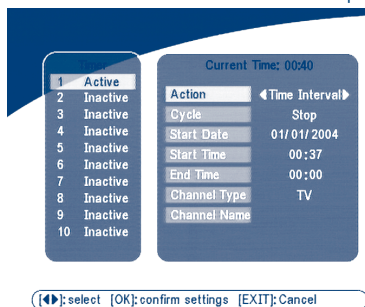 Timer
1 Active
2 Inactive
3 Inactive
4 Inactive
5 Inactive
6 Inactive
7 Inactive
8 Inactive
9 Inactive
10 Inactive
Current Time: 00:40
Action ◀Time Interval▶
Cycle Stop
Start Date 01/01/2004
Start Time 00:37
End Time 00:00
Channel Type TV
Channel Name
[◀▶]: select [OK]: confirm settings [EXIT]: Cancel